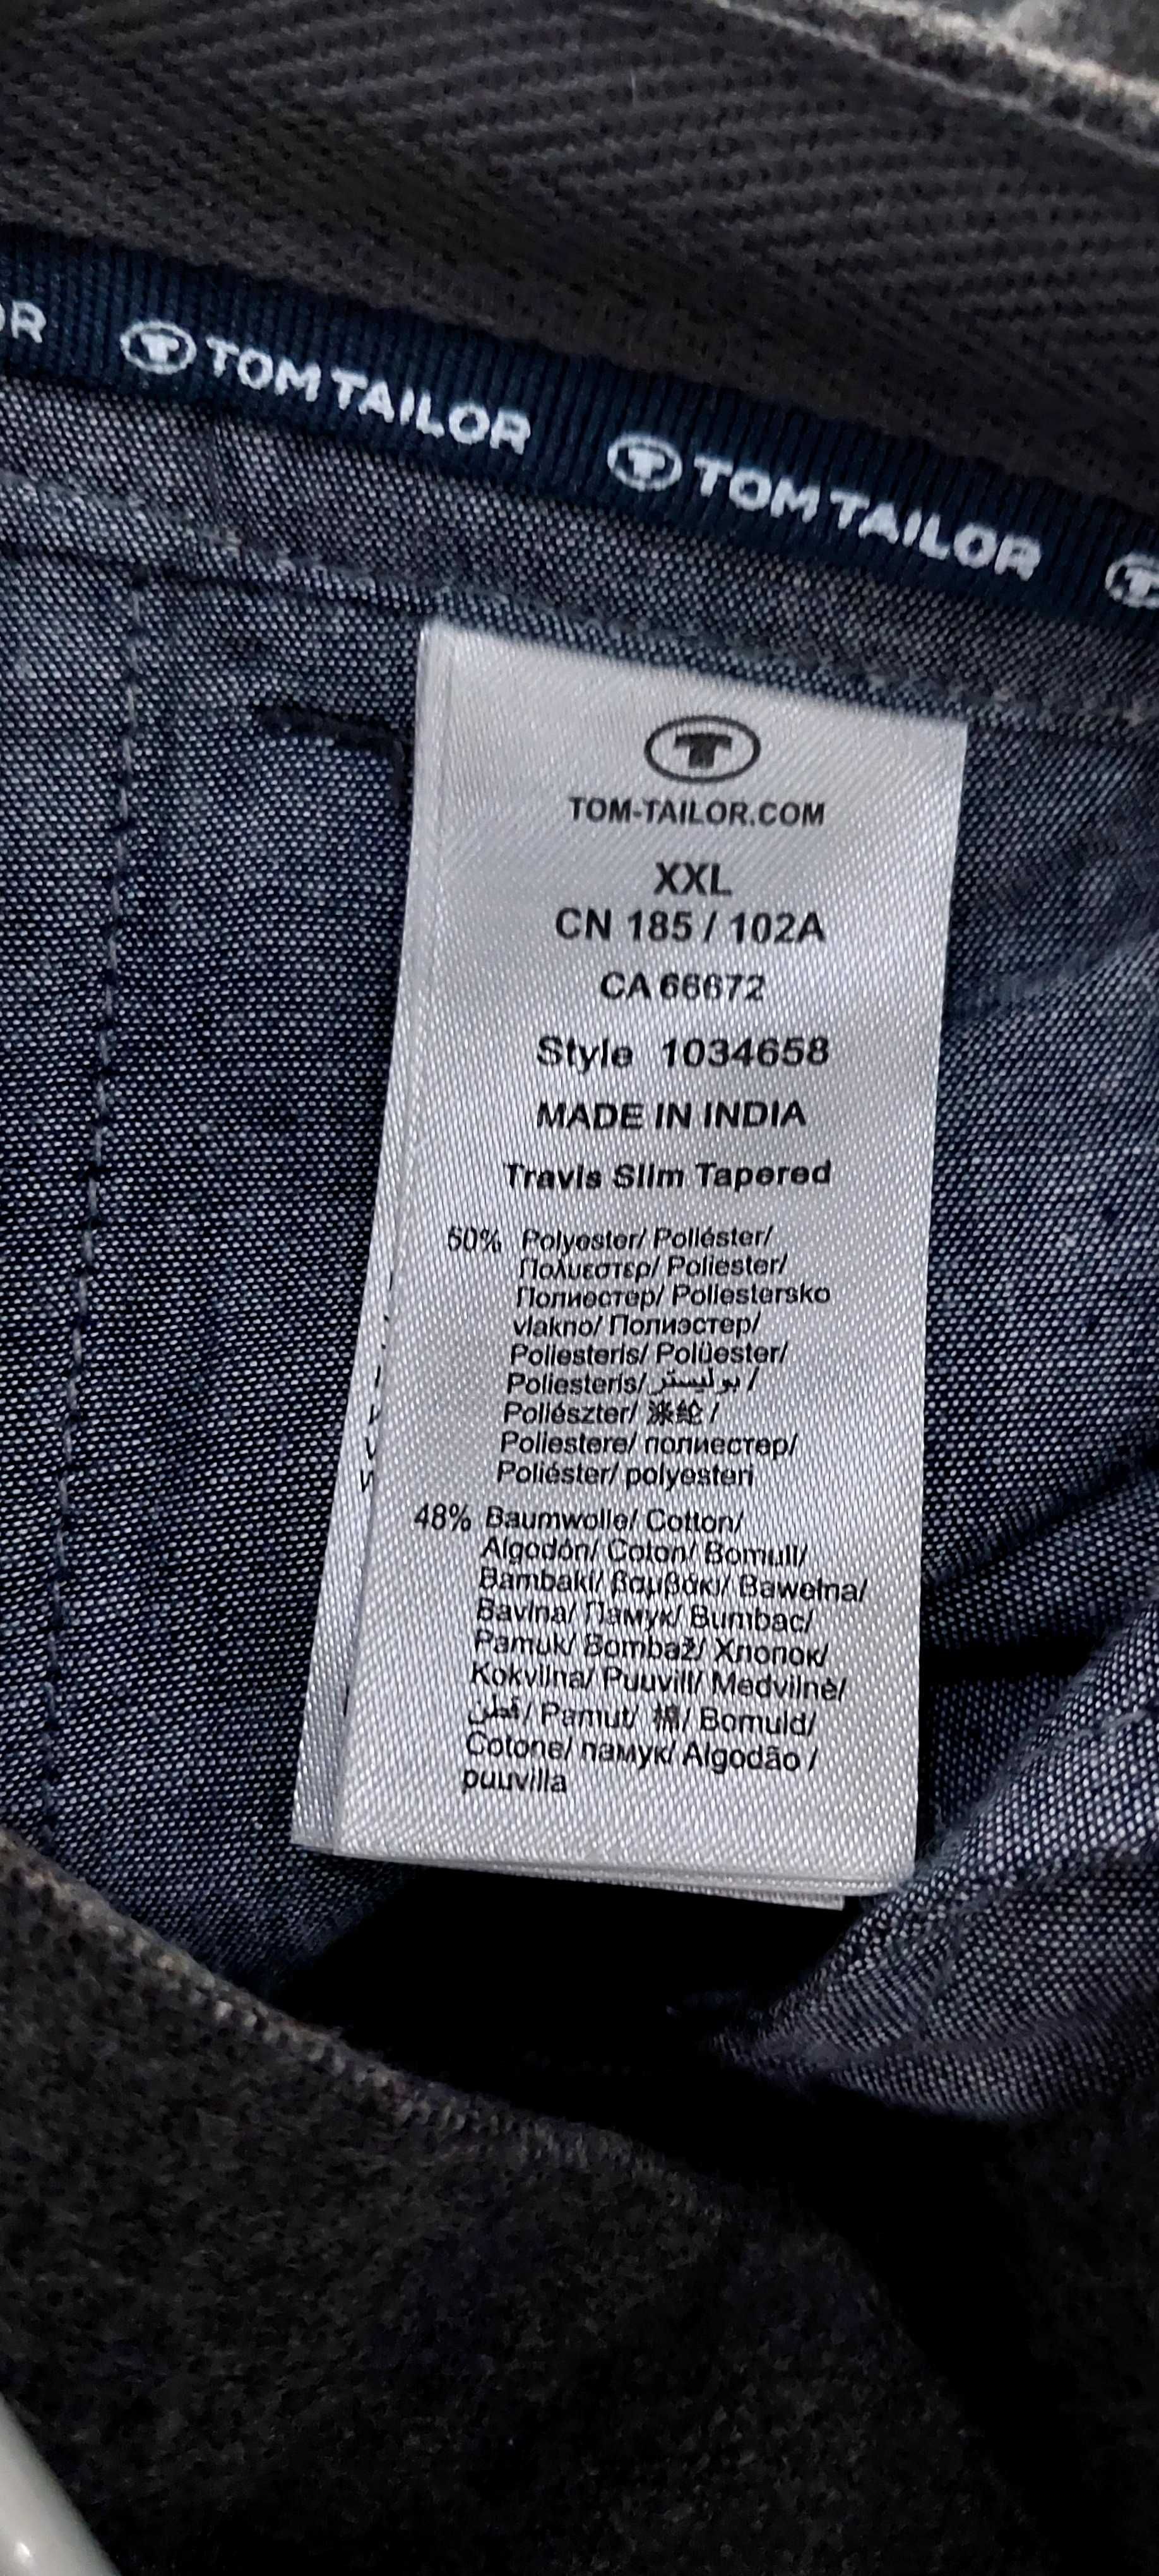 OR TOM TAILOR TOM TAILOR
TOM-TAILOR.COM
XXL
CN 185 / 102A
CA 66672
Style 1034658
MADE IN INDIA
Travis Slim Tapered
50% Polyester/ Poliéster/
Πολυεστερ/ Poliester/
Полиестер/ Poliestersko
vlakno/ Полиэстер/
Poliesteris/ Polüester/
Poliesteris/ بوليستر /
Poliészter/ 涤纶 /
Poliestere/ полиестер/
Poliéster/ polyesteri
48% Baumwolle/ Cotton/
Algodón/ Coton/ Bomull/
Bambaki/ βαμβάκι/ Bawełna/
Bavlna/ Памук/ Bumbac/
Pamuk/ Bombaž/ Хлопок/
Kokvilna/ Puuvill/ Medvilnė/
قطن/ Pamut/ 棉/ Bomuld/
Cotone/ памук/ Algodão /
puuvilla